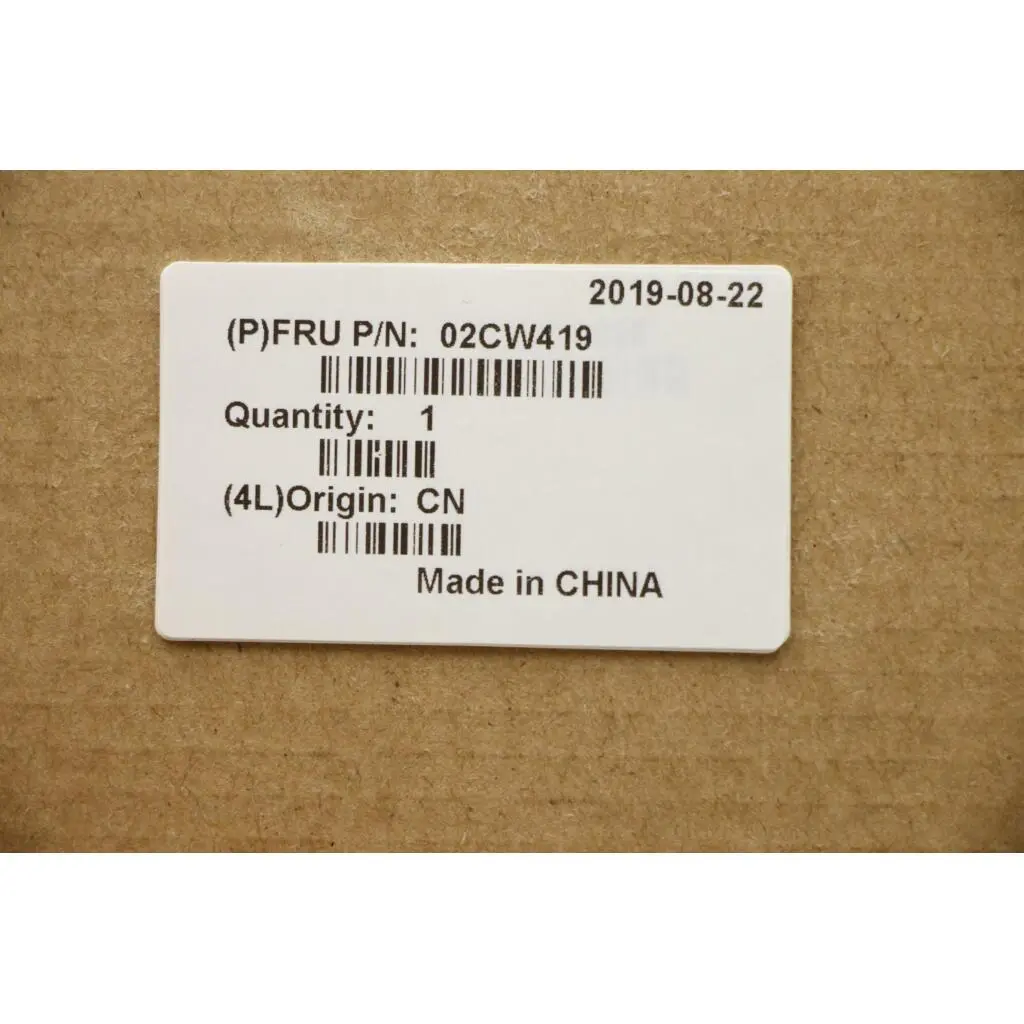 2019-08-22
(P)FRU P/N: 02CW419
Quantity: 1
(4L)Origin: CN
Made in CHINA